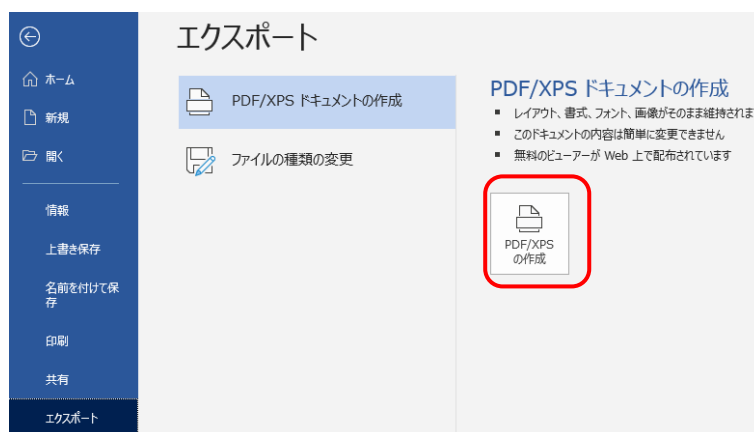 エクスポート
ホーム
新規
開く
情報
上書き保存
名前を付けて保
存
印刷
共有
エクスポート
PDF/XPS ドキュメントの作成
ファイルの種類の変更
PDF/XPS ドキュメントの作成
レイアウト、書式、フォント、画像がそのまま維持されま
このドキュメントの内容は簡単に変更できません
無料のビューアーが Web 上で配布されています
PDF/XPS
の作成